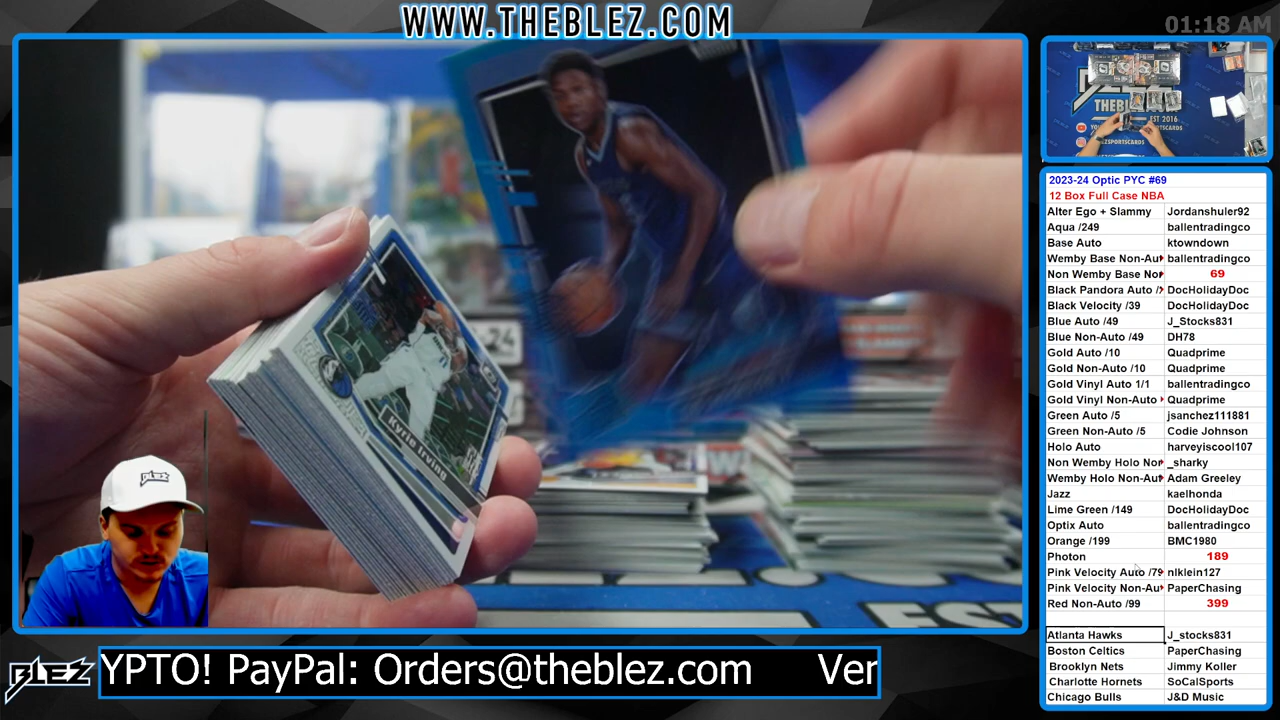 WWW.THEBLEZ.COM
01:18 AM
THEBLE
EST 2016
2023-24 Optic PYC #69
12 Box Full Case NBA
Alter Ego + Slammy Jordanshuler92
Aqua /249 ballentradingco
Base Auto ktowndown
Wemby Base Non-Au ballentradingco
Non Wemby Base Nor 69
Black Pandora Auto / DocHolidayDoc
Black Velocity /39 DocHolidayDoc
Blue Auto /49 J_Stocks831
Blue Non-Auto /49 DH78
Gold Auto /10 Quadprime
Gold Non-Auto /10 Quadprime
Gold Vinyl Auto 1/1 ballentradingco
Gold Vinyl Non-Auto Quadprime
Green Auto /5 jsanchez111881
Green Non-Auto /5 Codie Johnson
Holo Auto harveyiscool107
Non Wemby Holo Nor _sharky
Wemby Holo Non-Aut Adam Greeley
Jazz kaelhonda
Lime Green /149 DocHolidayDoc
Optix Auto ballentradingco
Orange /199 BMC1980
Photon 189
Pink Velocity Auto /79 nlklein127
Pink Velocity Non-Au PaperChasing
Red Non-Auto /99 399
Atlanta Hawks J_stocks831
Boston Celtics PaperChasing
Brooklyn Nets Jimmy Koller
Charlotte Hornets SoCalSports
Chicago Bulls J&D Music
Kyrie Irving
BLEZ
BLEZ
YPTO! PayPal: Orders@theblez.com Ver